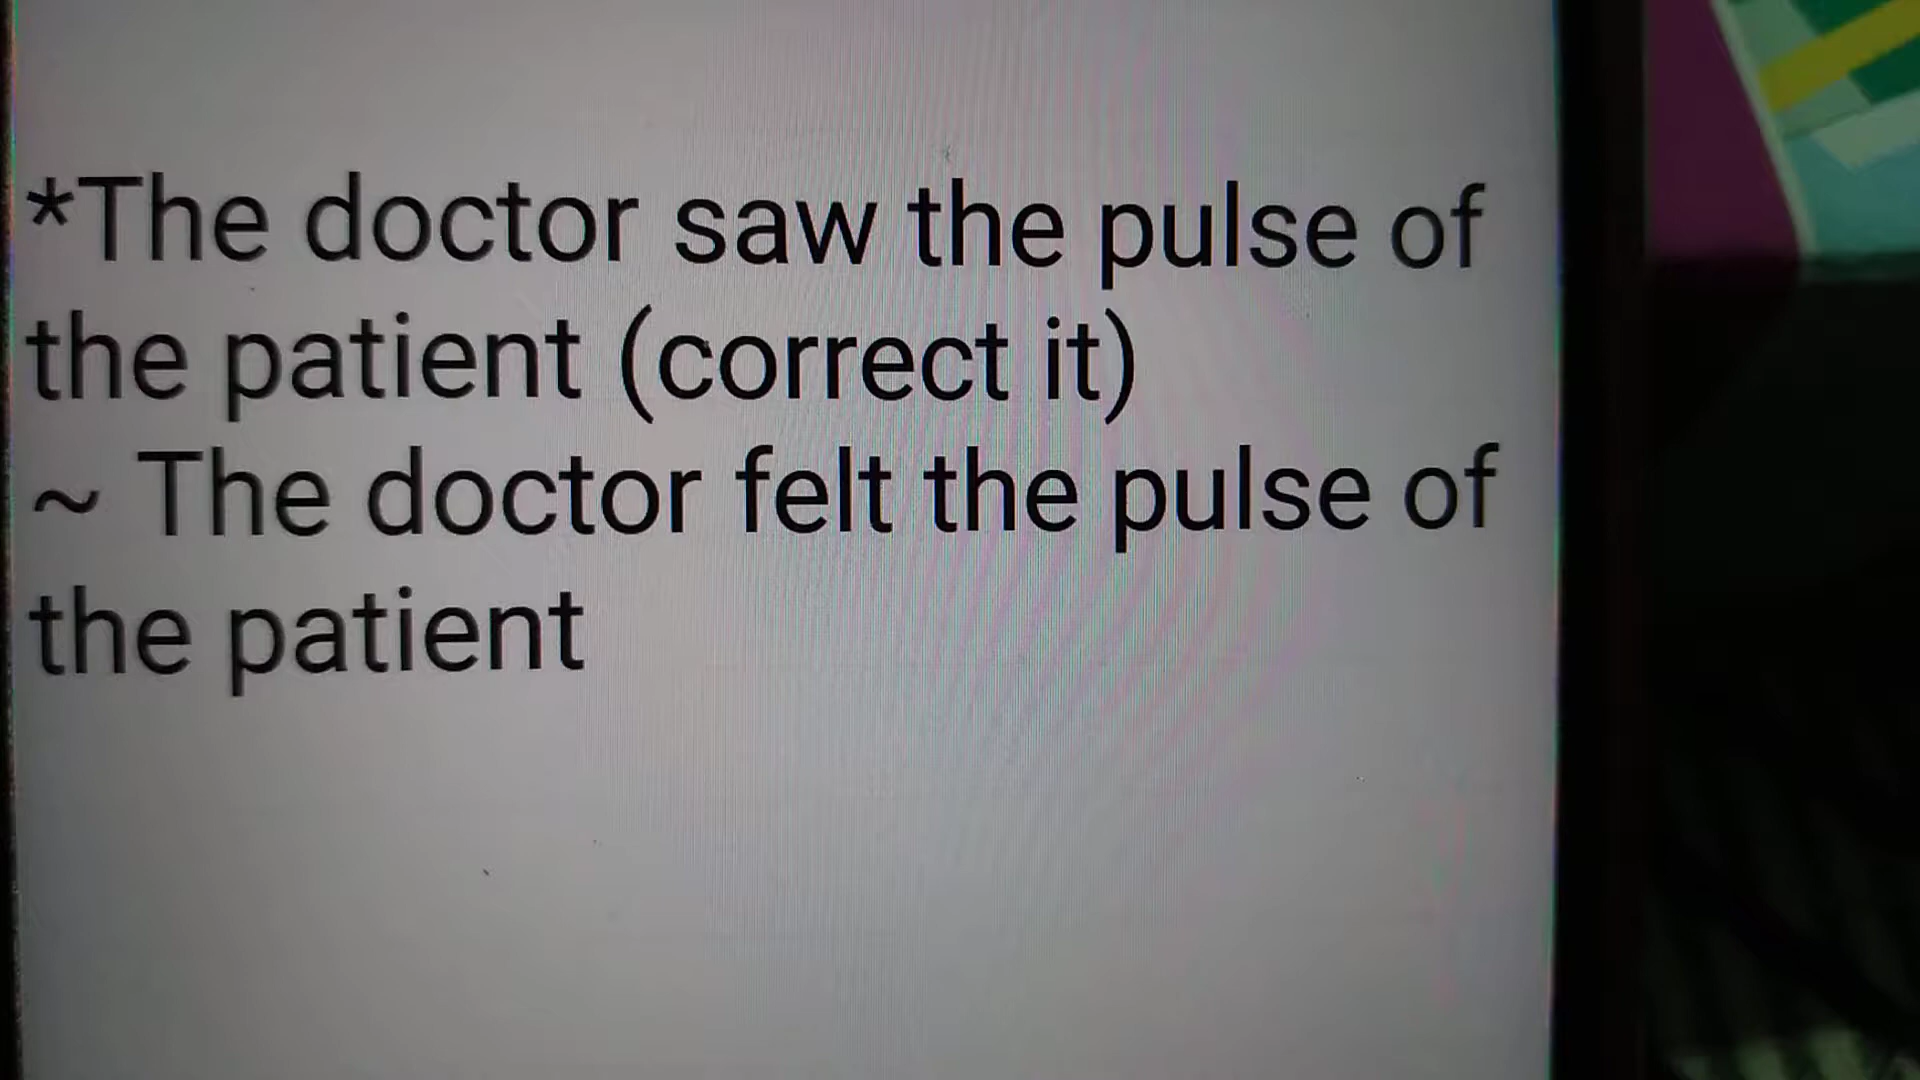 *The doctor saw the pulse of
the patient (correct it)
~ The doctor felt the pulse of
the patient